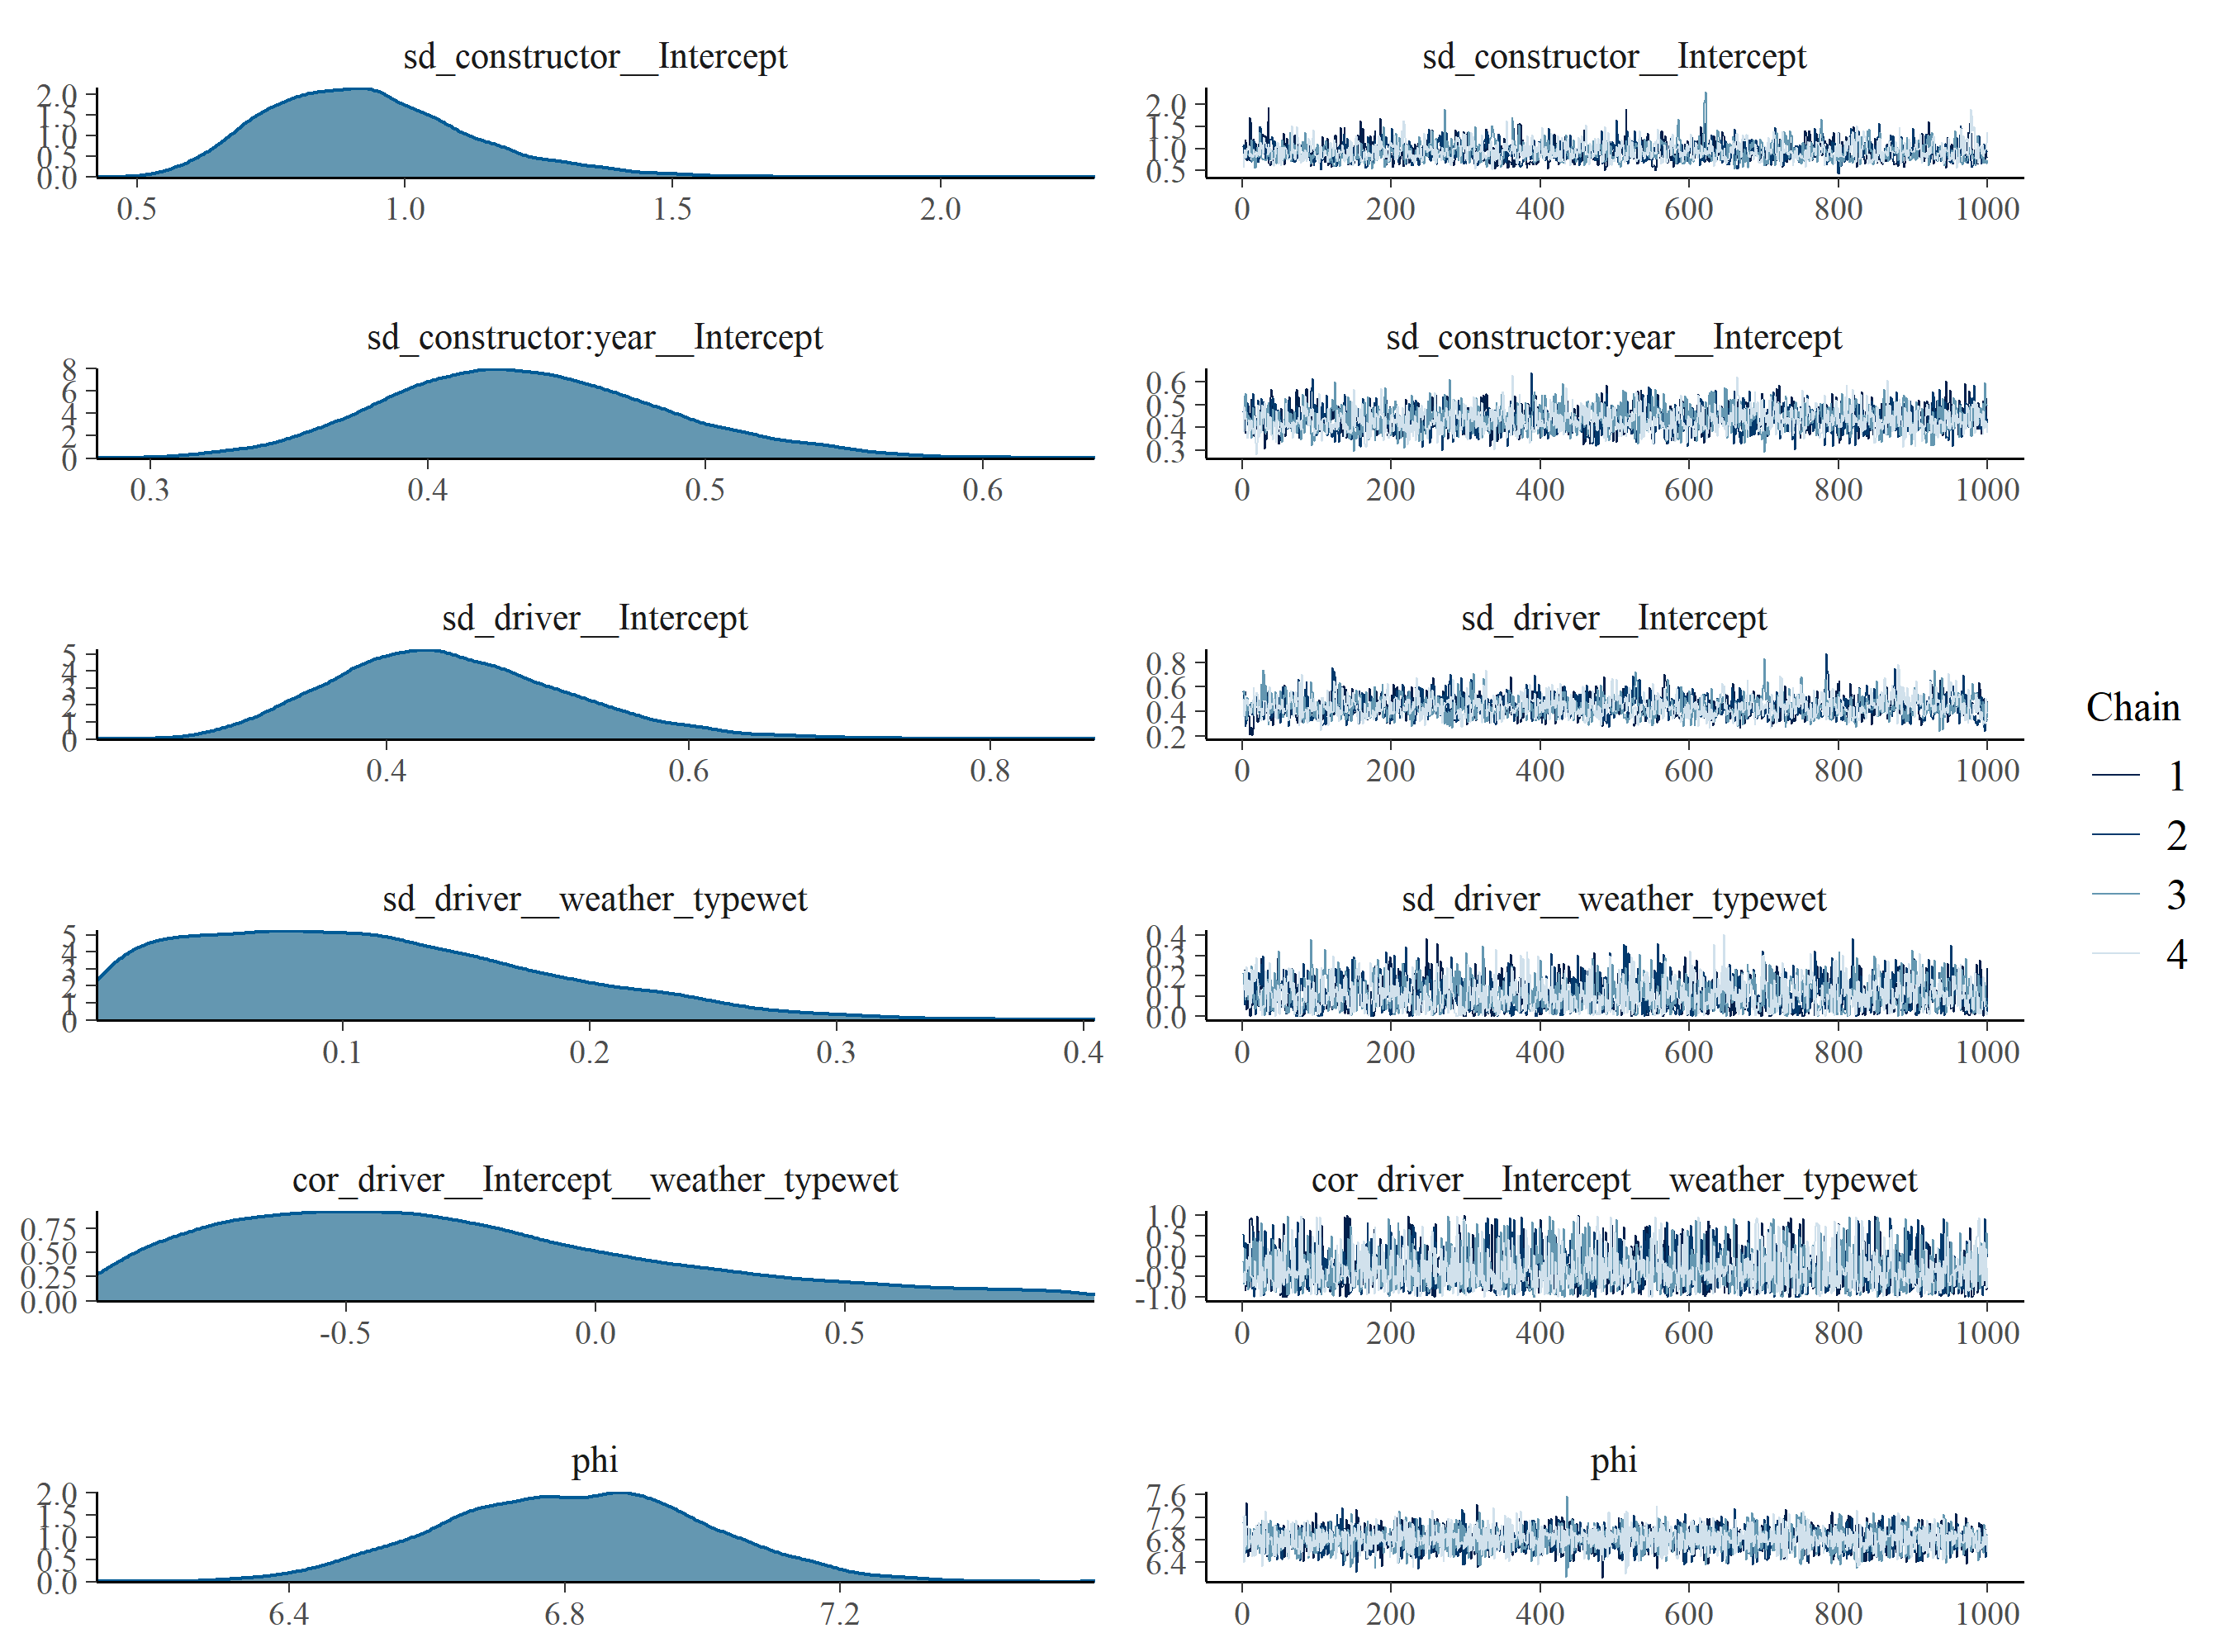 sd_constructor__Intercept
2.0
1.5
1.0
0.5
0.0
0.5 1.0 1.5 2.0
sd_constructor__Intercept
2.0
1.5
1.0
0.5
0 200 400 600 800 1000
sd_constructor:year__Intercept
8
6
4
2
0
0.3 0.4 0.5 0.6
sd_constructor:year__Intercept
0.6
0.5
0.4
0.3
0 200 400 600 800 1000
sd_driver__Intercept
5
4
3
2
1
0
0.4 0.6 0.8
sd_driver__Intercept
0.8
0.6
0.4
0.2
0 200 400 600 800 1000
sd_driver__weather_typewet
5
4
3
2
1
0
0.1 0.2 0.3 0.4
sd_driver__weather_typewet
0.4
0.3
0.2
0.1
0.0
0 200 400 600 800 1000
cor_driver__Intercept__weather_typewet
0.75
0.50
0.25
0.00
-0.5 0.0 0.5
cor_driver__Intercept__weather_typewet
1.0
0.5
0.0
-0.5
-1.0
0 200 400 600 800 1000
phi
2.0
1.5
1.0
0.5
0.0
6.4 6.8 7.2
phi
7.6
7.2
6.8
6.4
0 200 400 600 800 1000
Chain
1
2
3
4